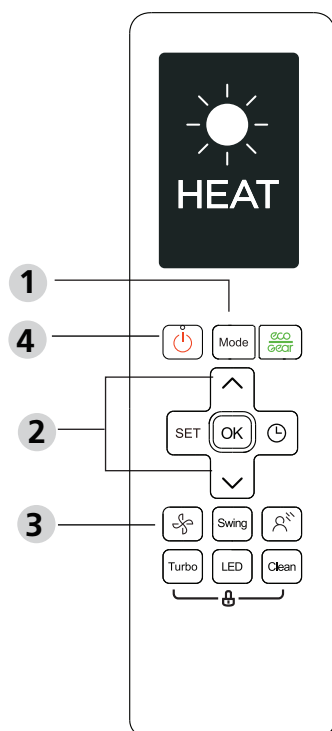 HEAT
1
4
Mode
eco
GEAr
2
SET
OK
3
Swing
Turbo
LED
Clean